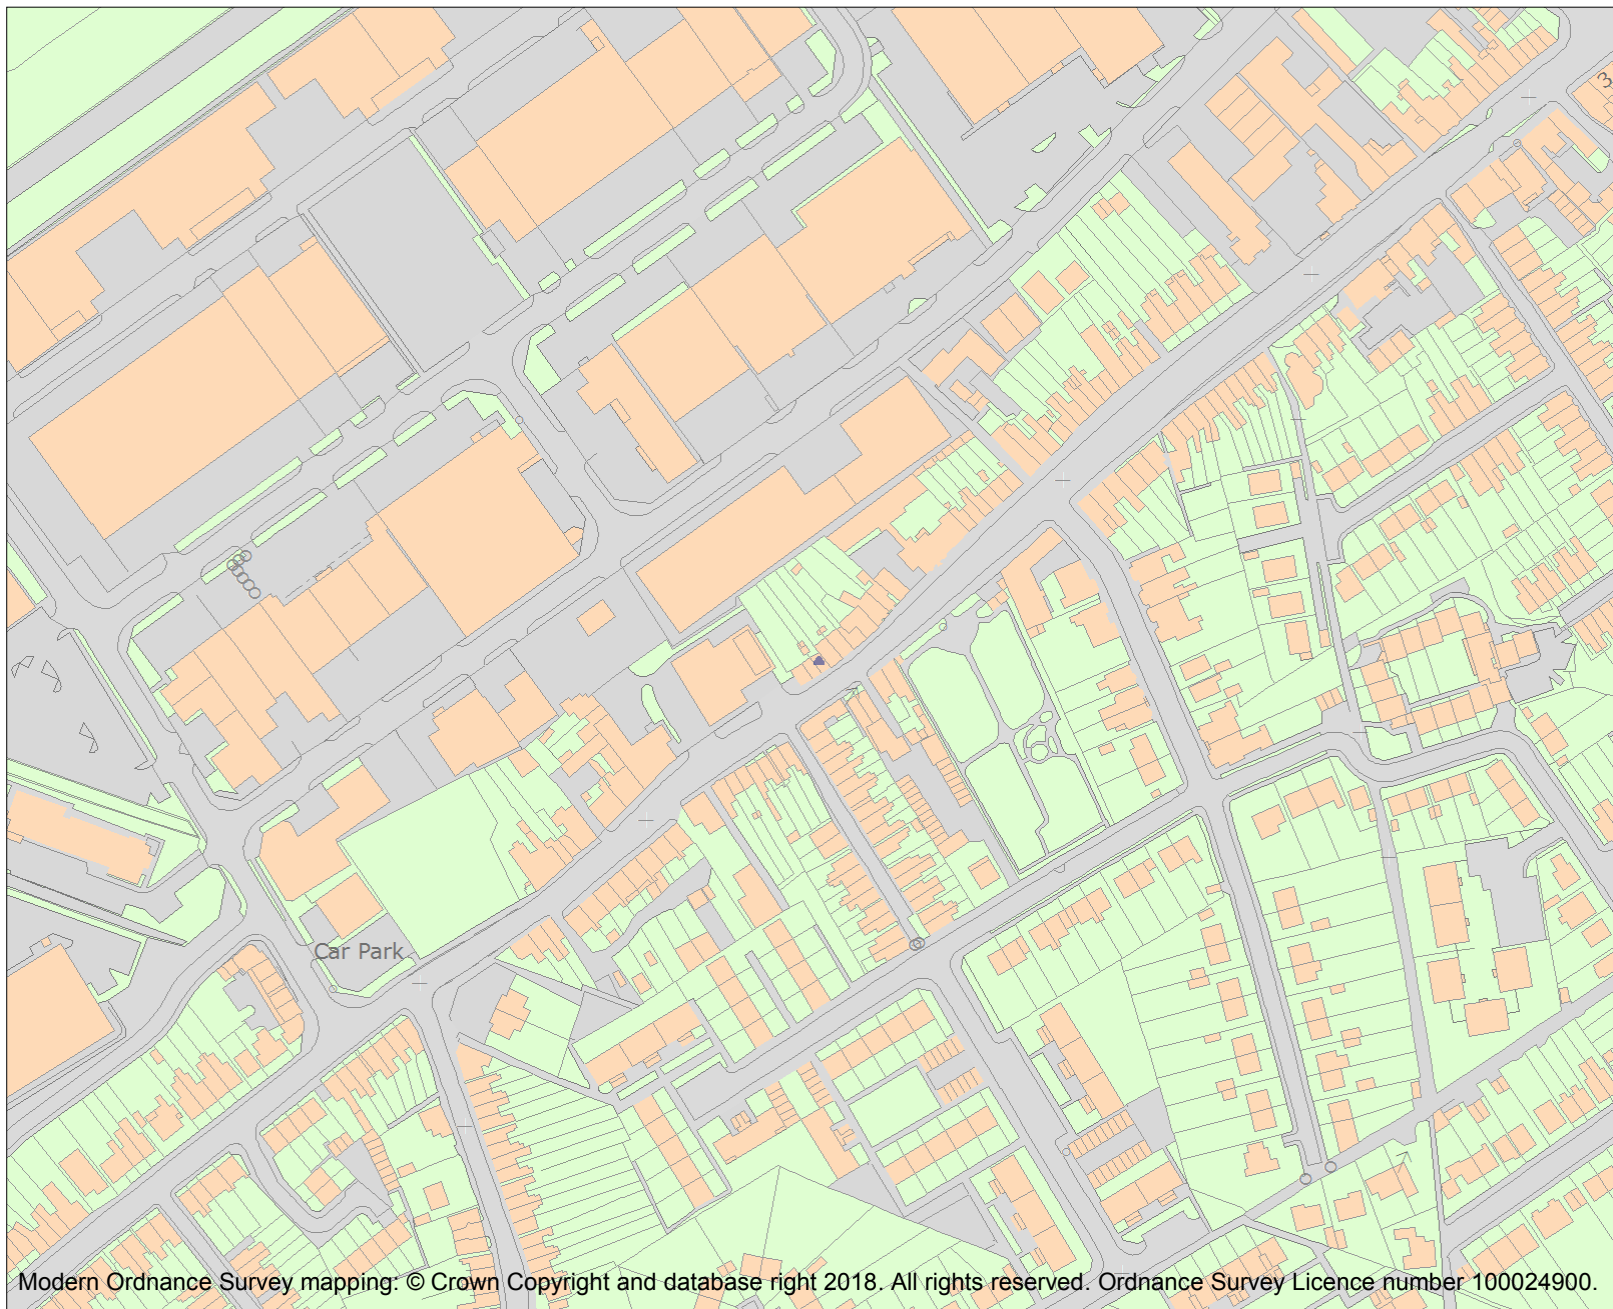 3
Car Park
Modern Ordnance Survey mapping: © Crown Copyright and database right 2018. All rights reserved. Ordnance Survey Licence number 100024900.